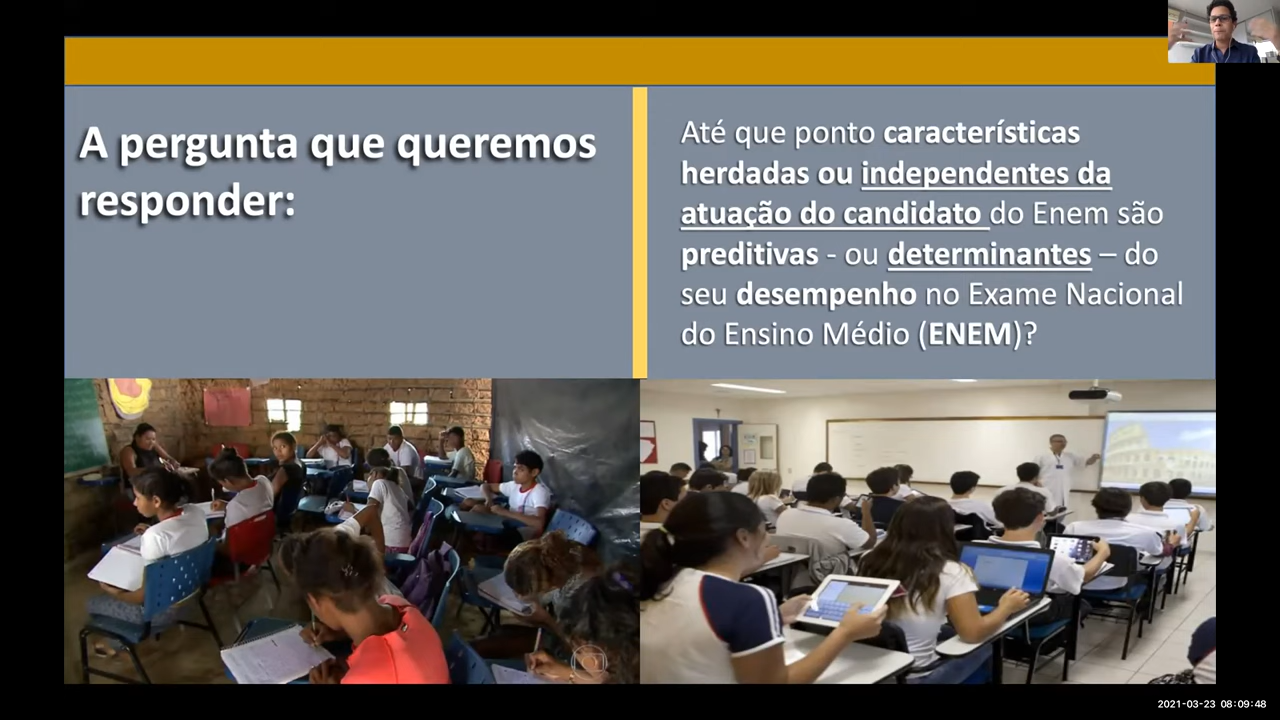 A pergunta que queremos
responder:
Até que ponto características
herdadas ou independentes da
atuação do candidato do Enem são
preditivas - ou determinantes – do
seu desempenho no Exame Nacional
do Ensino Médio (ENEM)?
2021-03-23 08:09:48